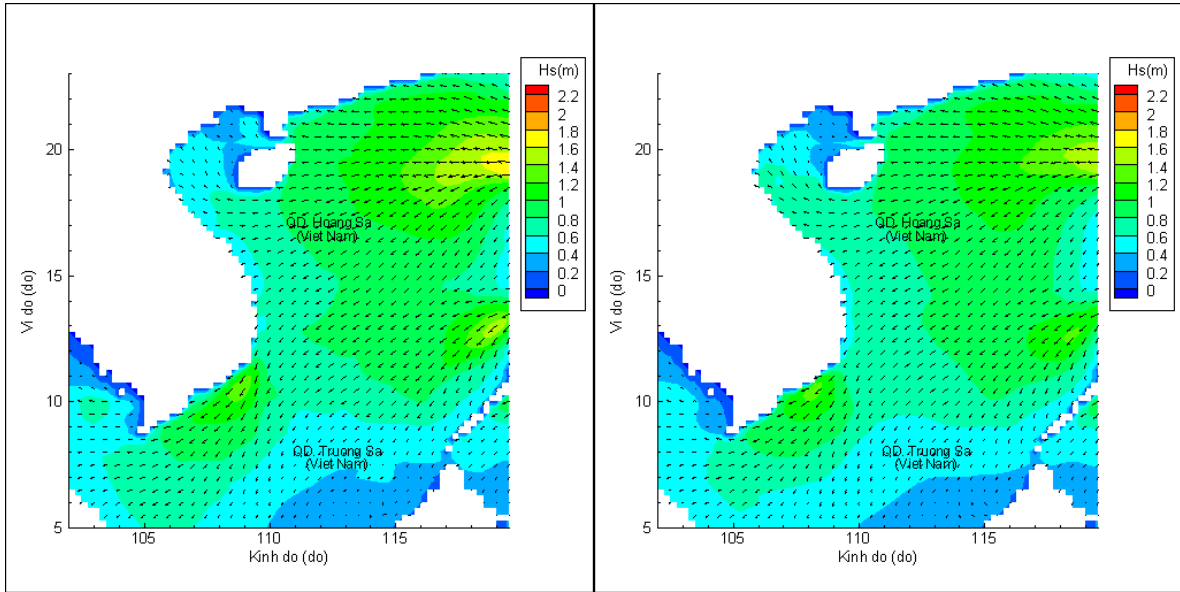 Hs(m)
2.2
2
1.8
1.6
1.4
1.2
1
0.8
0.6
0.4
0.2
0
20
15
10
5
Vi do (do)
QD. Hoang Sa
(Viet Nam)
QD. Truong Sa
(Viet Nam)
105
110
115
Kinh do (do)
Hs(m)
2.2
2
1.8
1.6
1.4
1.2
1
0.8
0.6
0.4
0.2
0
20
15
10
5
Vi do (do)
QD. Hoang Sa
(Viet Nam)
QD. Truong Sa
(Viet Nam)
105
110
115
Kinh do (do)